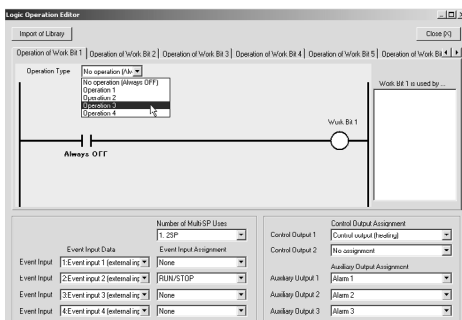 Logic Operation Editor
Import of Library
Close (X)
Operation of Work Bit 1 Operation of Work Bit 2 Operation of Work Bit 3 Operation of Work Bit 4 Operation of Work Bit 5 Operation of Work Bit
Operation Type No operation (Alw
No operation (Always OFF)
Operation 1
Operation 2
Operation 3
Operation 4
Work Bit 1 is used by ...
Work Bit 1
Always OFF
Number of Multi-SP Uses
1. 2SP
Event Input Data Event Input Assignment
Event Input 1:Event input 1 (external inp None
Event Input 2:Event input 2 (external inp RUN/STOP
Event Input 3:Event input 3 (external inp None
Event Input 4:Event input 4 (external inp None
Control Output Assignment
Control Output 1 Control output (heating)
Control Output 2 No assignment
Auxiliary Output Assignment
Auxiliary Output 1 Alarm 1
Auxiliary Output 2 Alarm 2
Auxiliary Output 3 Alarm 3